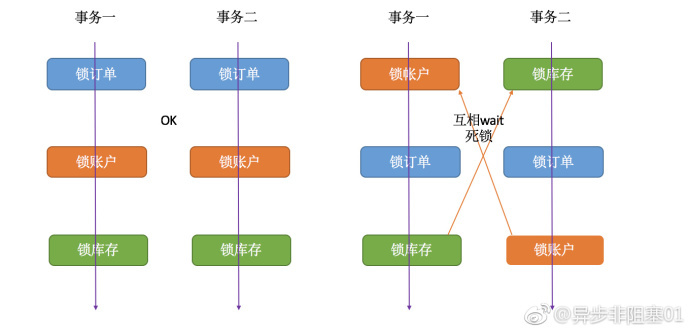 事务一
事务二
事务一
事务二
锁订单
锁订单
锁帐户
锁库存
OK
互相wait
死锁
锁账户
锁账户
锁订单
锁订单
锁库存
锁库存
锁库存
锁账户
@异步非阻塞01